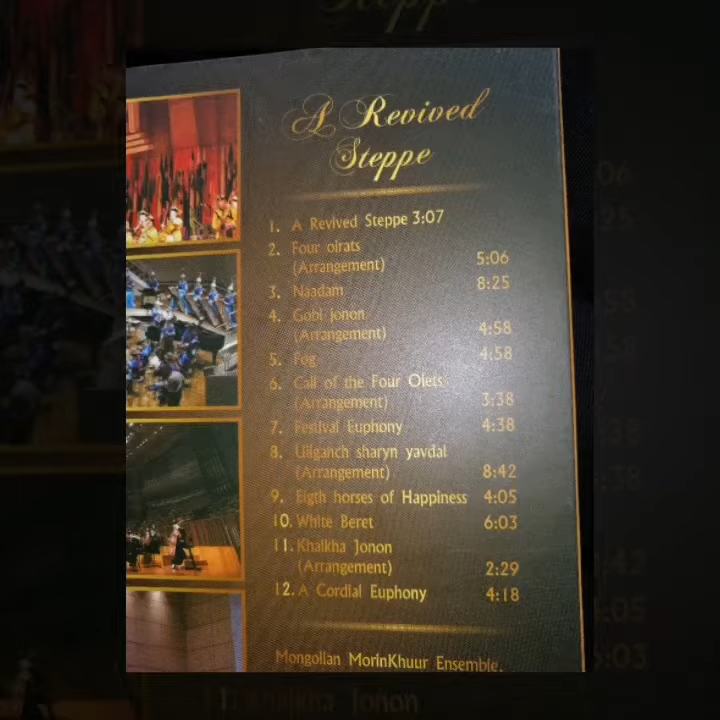 A Revived
Steppe
1. A Revived Steppe 3:07
2. Four oirats
(Arrangement) 5:06
3. Naadam 8:25
4. Gobi jonon
(Arrangement) 4:58
5. Fog 4:58
6. Call of the Four Olets
(Arrangement) 3:38
7. Festival Euphony 4:38
8. Uilganch sharyn yavdal
(Arrangement) 8:42
9. Eigth horses of Happiness 4:05
10. White Beret 6:03
11. Khalkha Jonon
(Arrangement) 2:29
12. A Cordial Euphony 4:18
Mongolian MorinKhuur Ensemble.